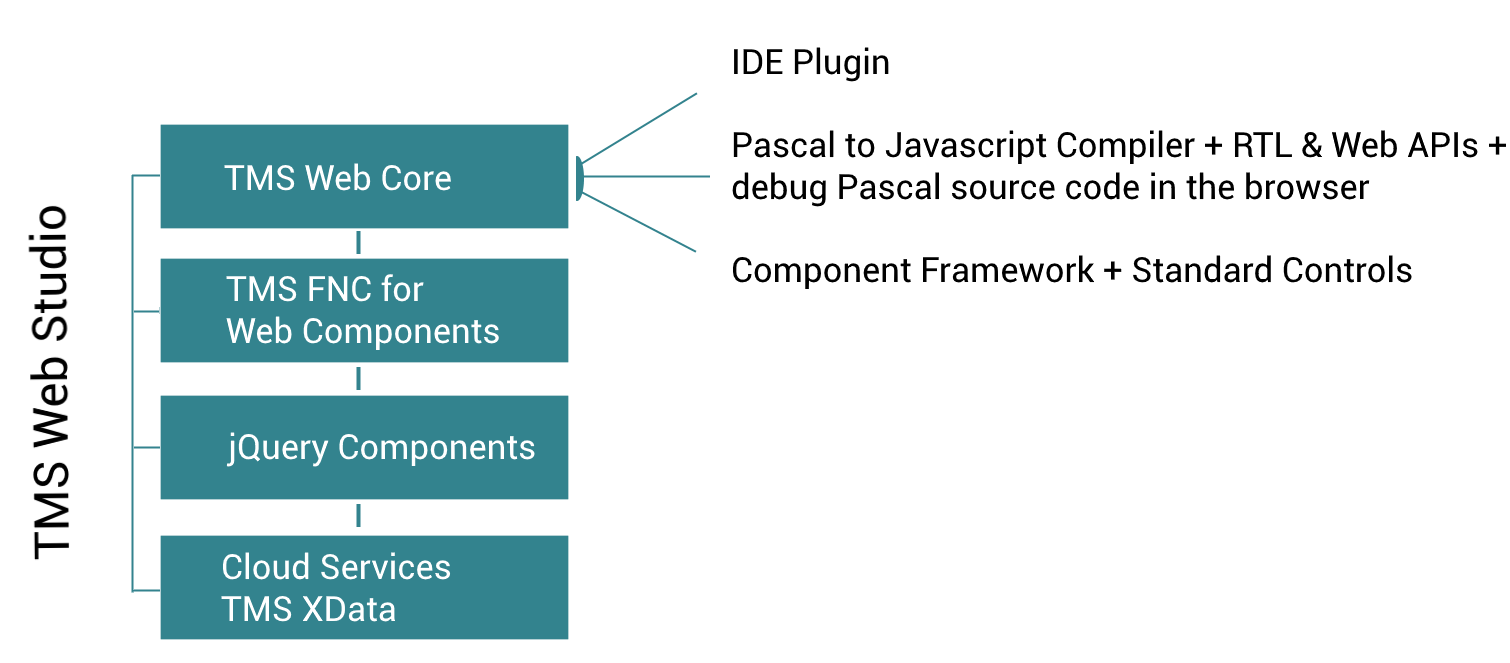 TMS Web Studio
TMS Web Core
TMS FNC for
Web Components
jQuery Components
Cloud Services
TMS XData
IDE Plugin
Pascal to Javascript Compiler + RTL & Web APIs +
debug Pascal source code in the browser
Component Framework + Standard Controls